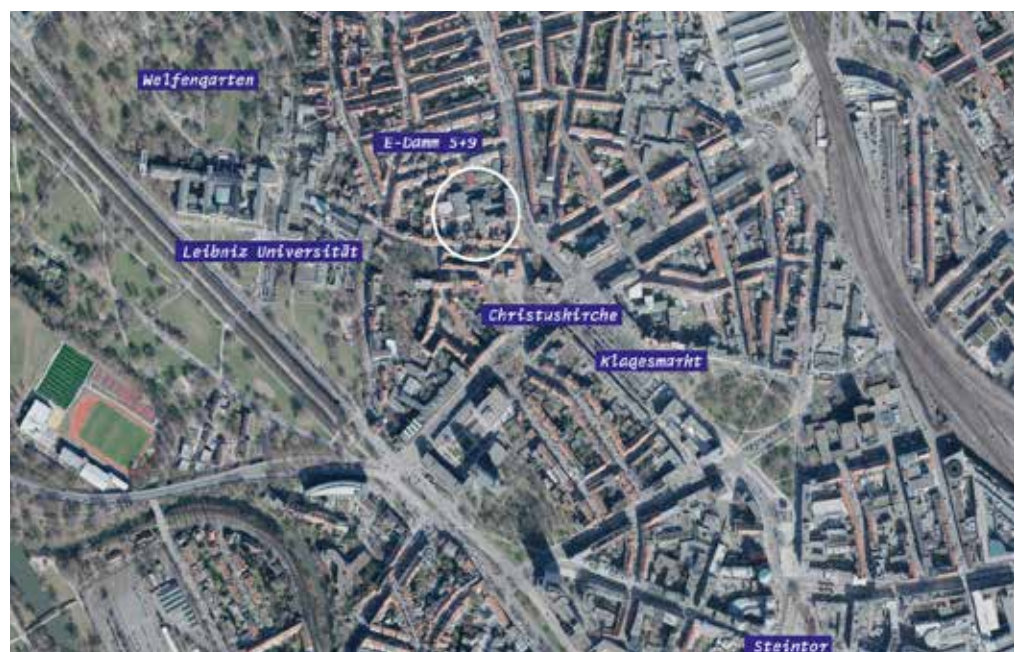 Welfengarten
E-Damm 5+9
Leibniz Universität
Christuskirche
Klagesmarkt
Steintor